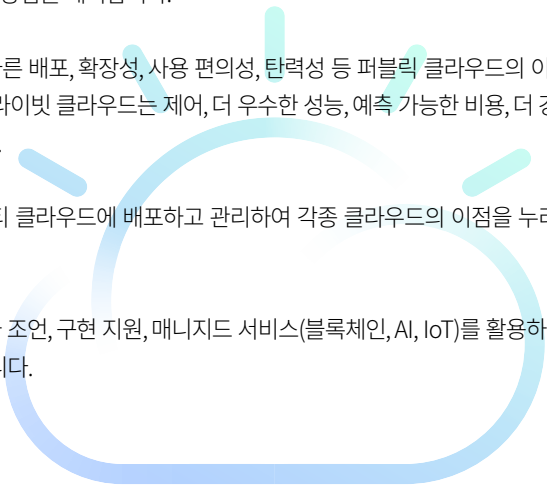 른 배포, 확장성, 사용 편의성, 탄력성 등 퍼블릭 클라우드의 이
라이빗 클라우드는 제어, 더 우수한 성능, 예측 가능한 비용, 더
클라우드에 배포하고 관리하여 각종 클라우드의 이점을 누리
조언, 구현 지원, 매니지드 서비스(블록체인, AI, IoT)를 활용하
니다.